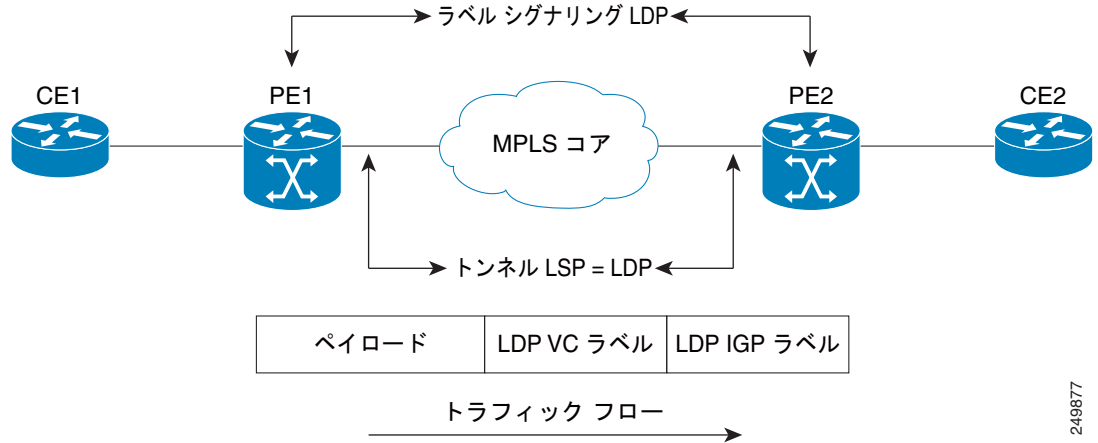 ラベル シグナリング LDP
CE1
PE1
PE2
CE2
MPLS コア
トンネル LSP = LDP
ペイロード
LDP VC ラベル
LDP IGP ラベル
トラフィック フロー
249877